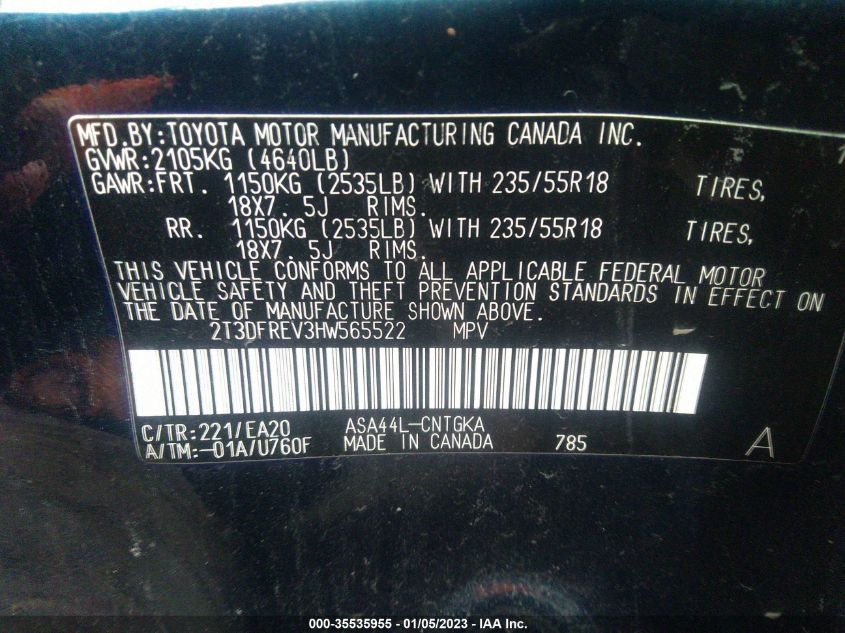 MFD. BY: TOYOTA MOTOR MANUFACTURING CANADA INC.
GVWR: 2105KG (4640LB)
GAWR: FRT. 1150KG (2535LB) WITH 235/55R18 TIRES,
18X7. 5J RIMS.
RR. 1150KG (2535LB) WITH 235/55R18 TIRES,
18X7. 5J RIMS.
THIS VEHICLE CONFORMS TO ALL APPLICABLE FEDERAL MOTOR
VEHICLE SAFETY AND THEFT PREVENTION STANDARDS IN EFFECT ON
THE DATE OF MANUFACTURE SHOWN ABOVE.
2T3DFREV3HW565522 MPV
C/TR: 221/EA20 ASA44L-CNTGKA
A/TM: -01A/U760F MADE IN CANADA 785 A
000-35535955 - 01/05/2023 - IAA Inc.